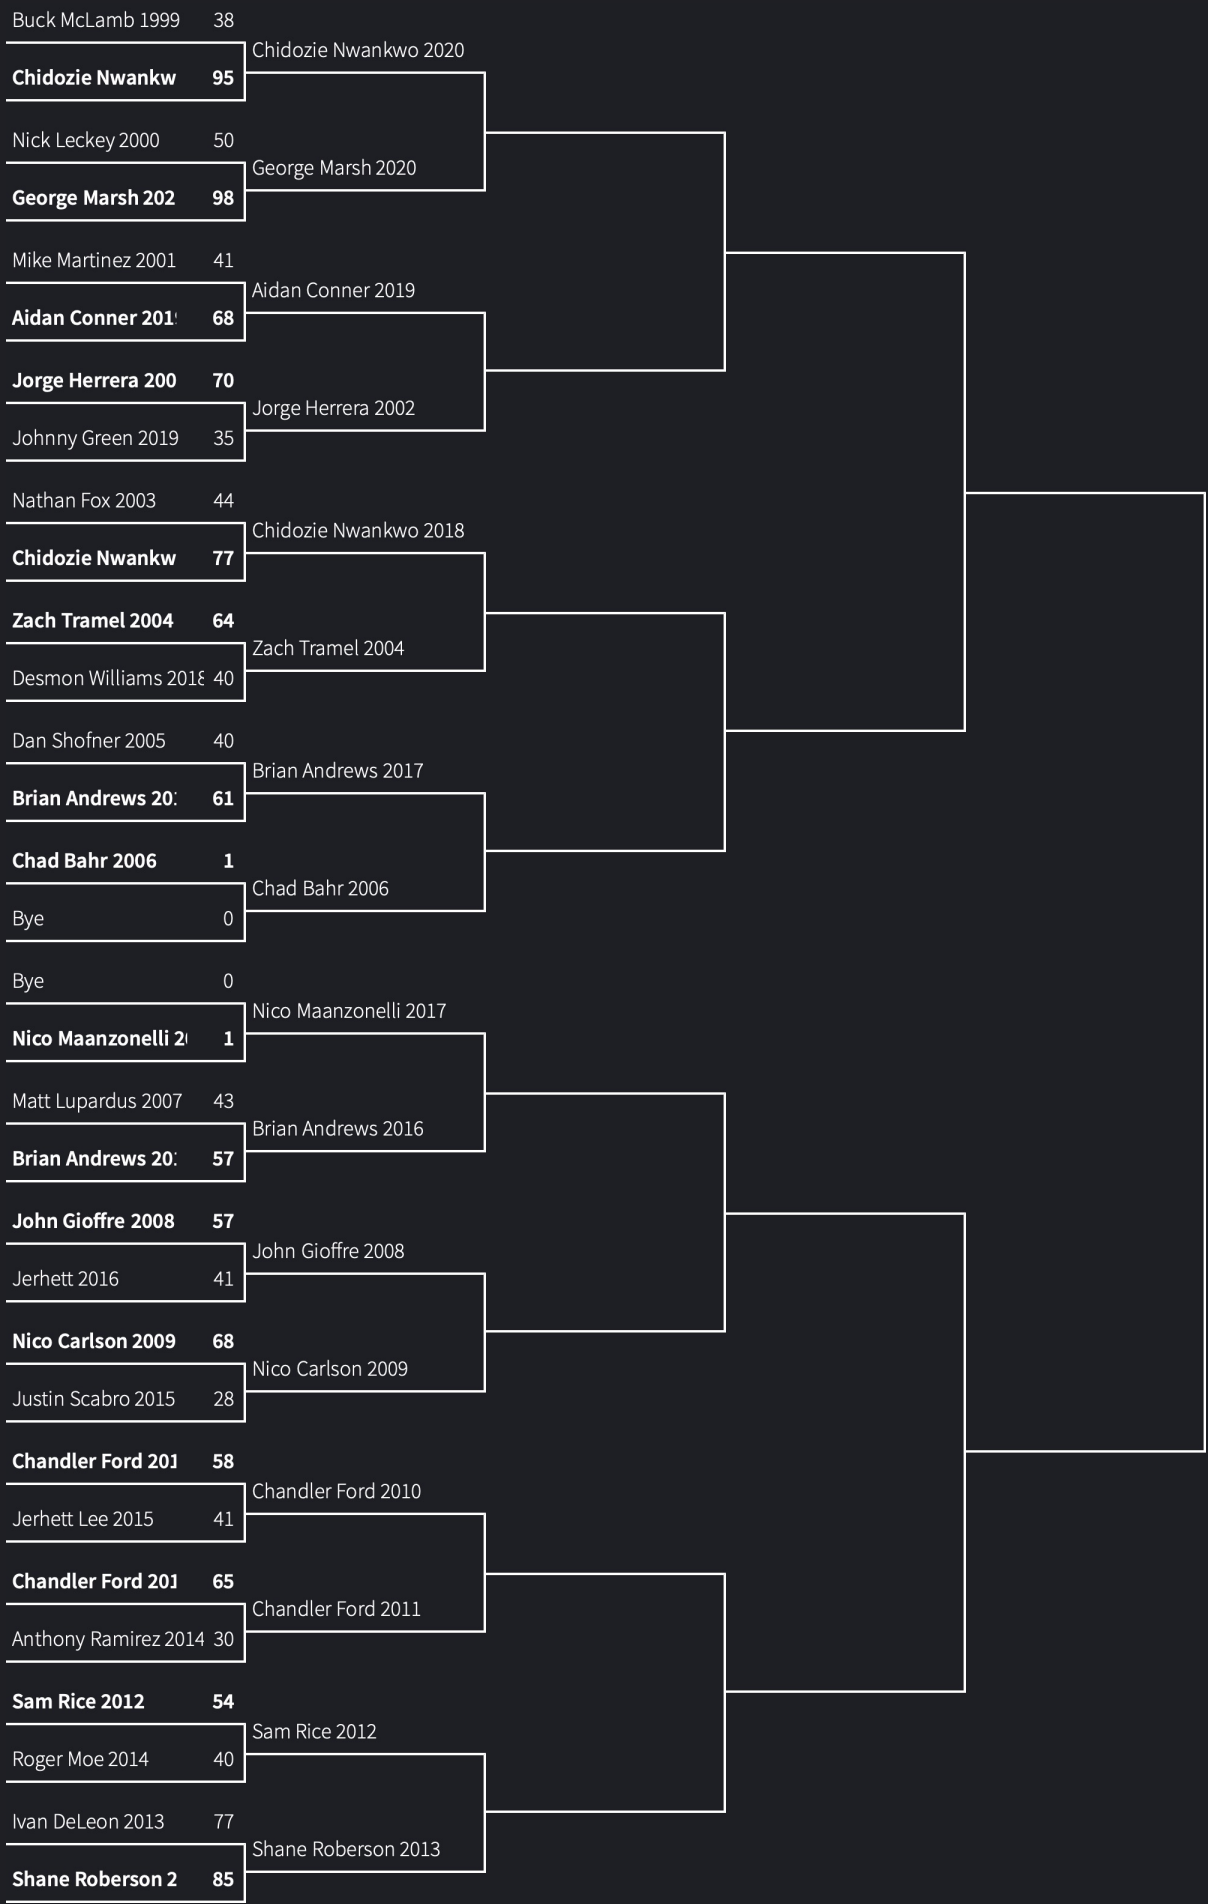 Buck McLamb 1999 38
Chidozie Nwankwo 2020
Chidozie Nwankw 95
Nick Leckey 2000 50
George Marsh 2020
George Marsh 202 98
Mike Martinez 2001 41
Aidan Conner 2019
Aidan Conner 201 68
Jorge Herrera 200 70
Jorge Herrera 2002
Johnny Green 2019 35
Nathan Fox 2003 44
Chidozie Nwankwo 2018
Chidozie Nwankw 77
Zach Tramel 2004 64
Zach Tramel 2004
Desmon Williams 2018 40
Dan Shofner 2005 40
Brian Andrews 2017
Brian Andrews 201 61
Chad Bahr 2006 1
Chad Bahr 2006
Bye 0
Bye 0
Nico Maanzonelli 2017
Nico Maanzonelli 20 1
Matt Lupardus 2007 43
Brian Andrews 2016
Brian Andrews 201 57
John Gioffre 2008 57
John Gioffre 2008
Jerhett 2016 41
Nico Carlson 2009 68
Nico Carlson 2009
Justin Scabro 2015 28
Chandler Ford 201 58
Chandler Ford 2010
Jerhett Lee 2015 41
Chandler Ford 201 65
Chandler Ford 2011
Anthony Ramirez 2014 30
Sam Rice 2012 54
Sam Rice 2012
Roger Moe 2014 40
Ivan DeLeon 2013 77
Shane Roberson 2013
Shane Roberson 2 85